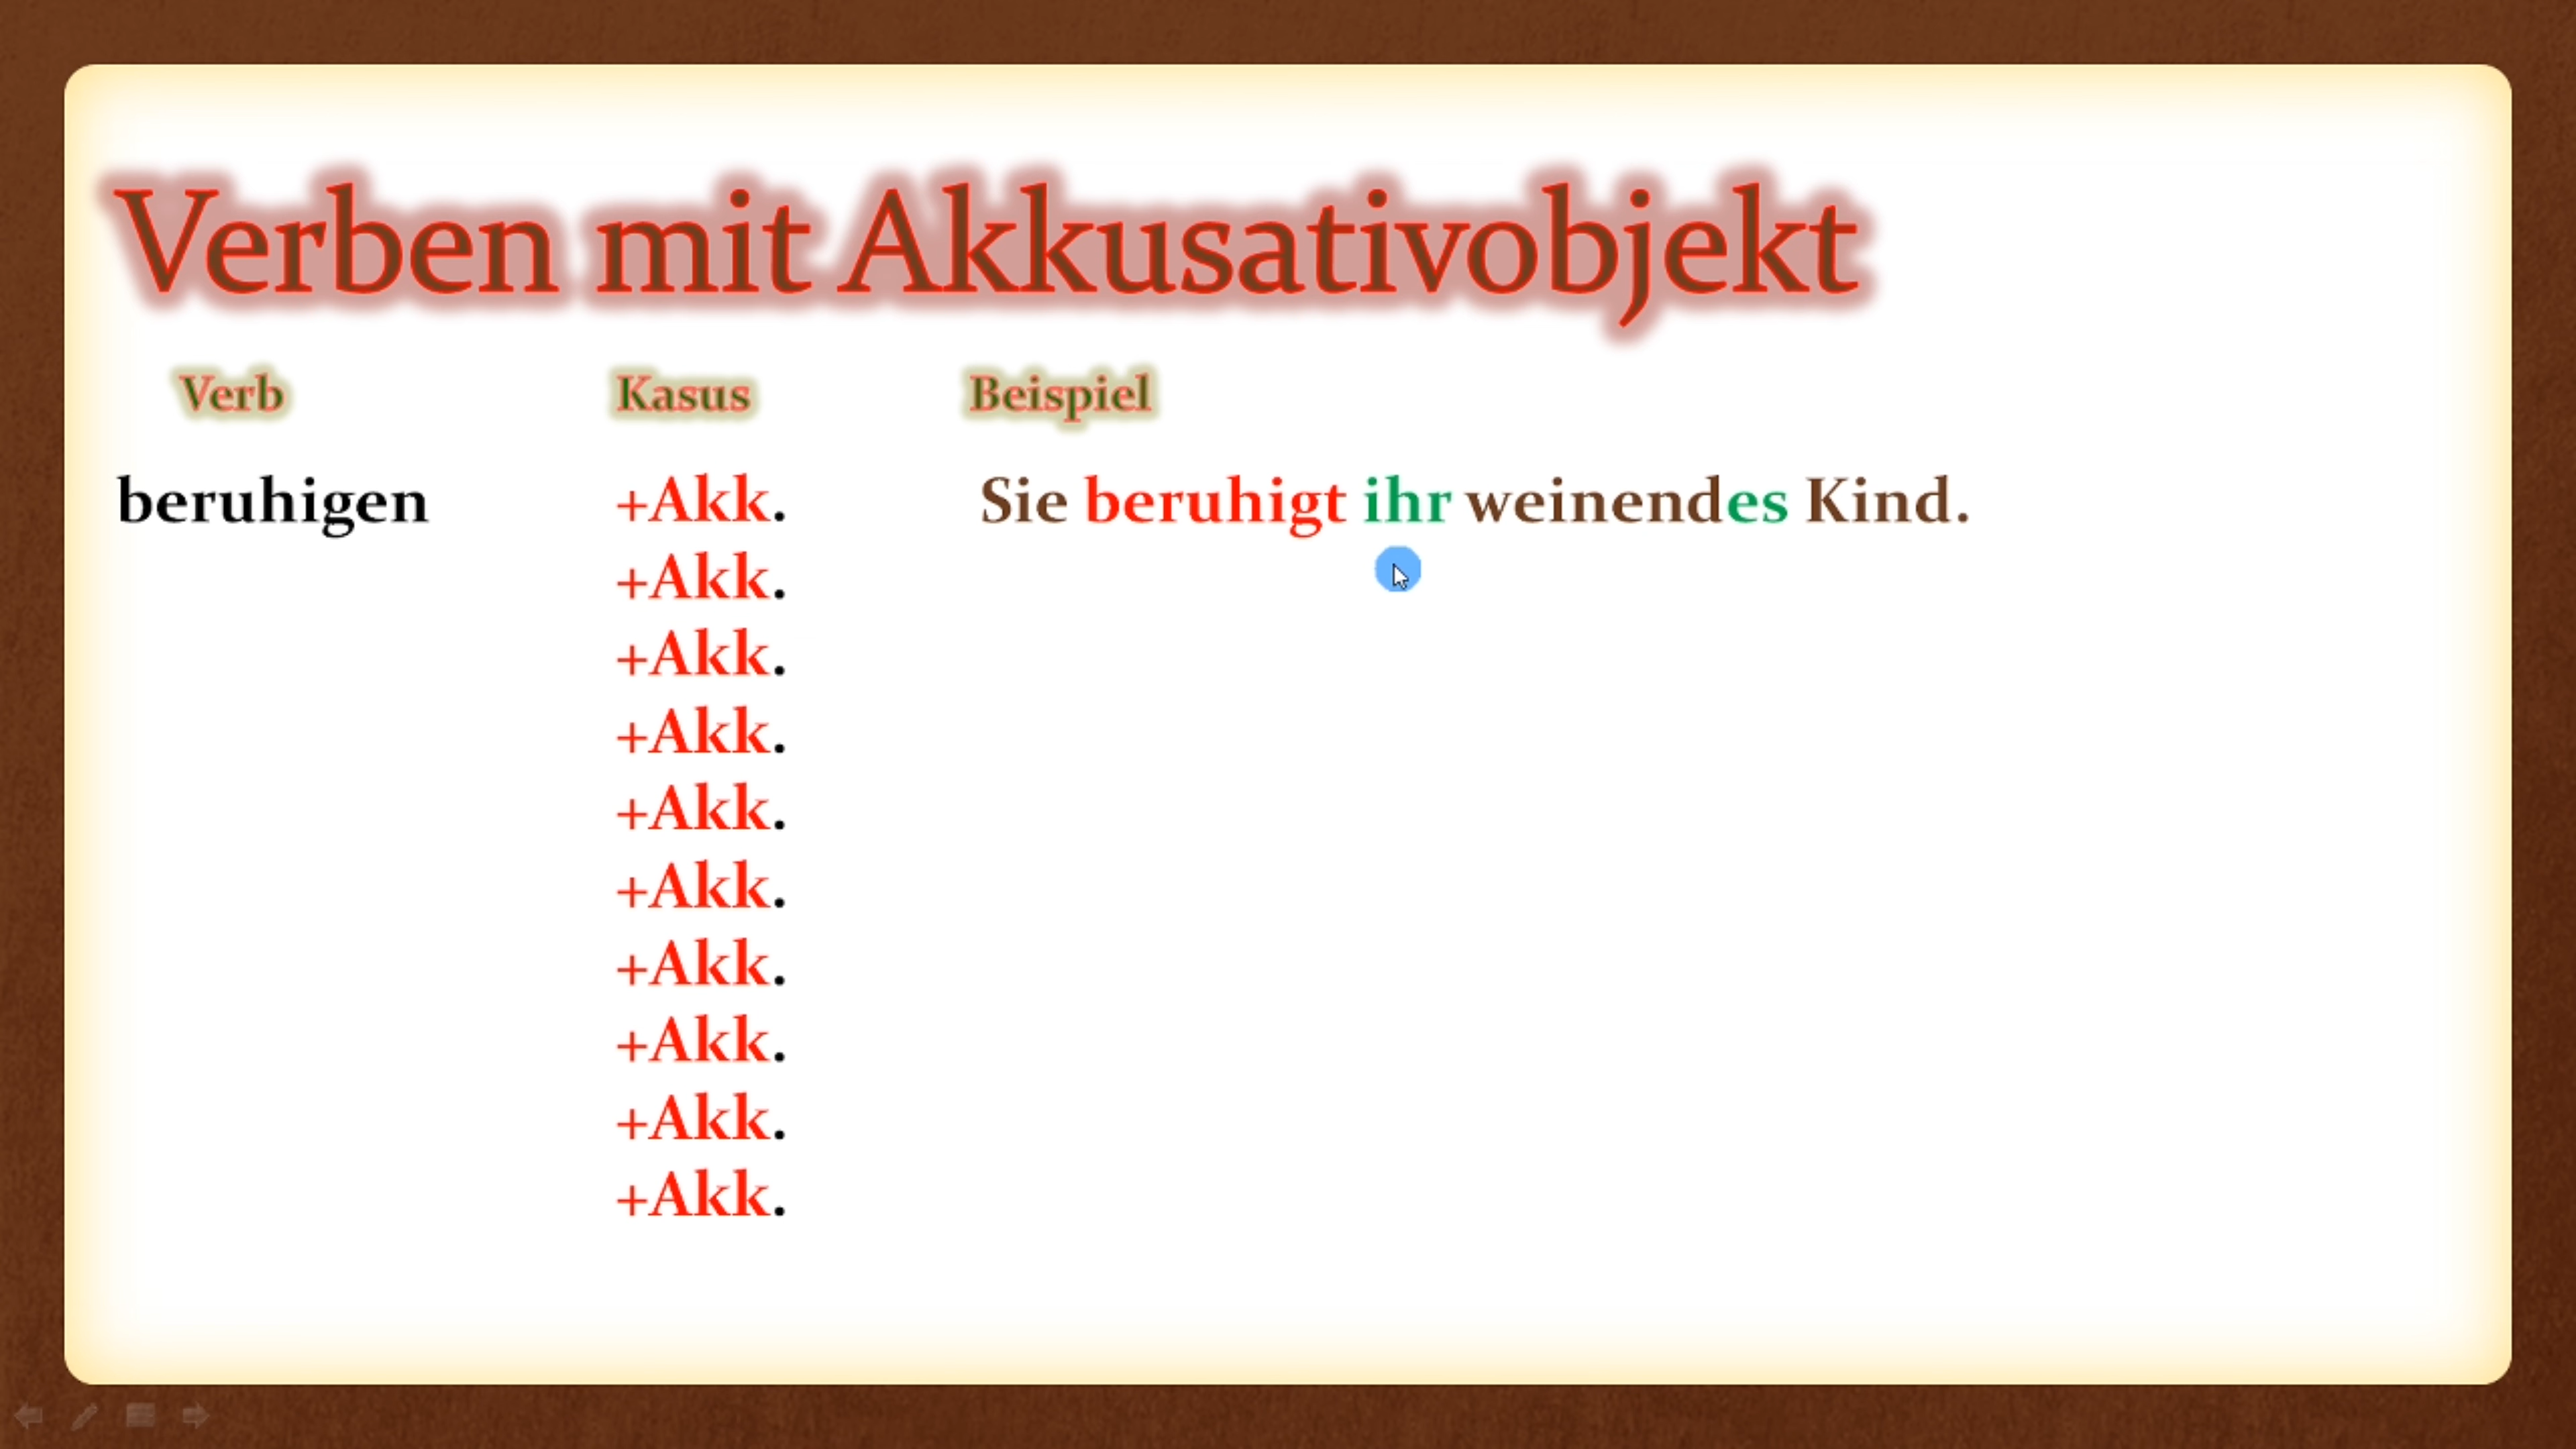 Verben mit Akkusativobjekt
Verb Kasus Beispiel
beruhigen +Akk. Sie beruhigt ihr weinendes Kind.
+Akk.
+Akk.
+Akk.
+Akk.
+Akk.
+Akk.
+Akk.
+Akk.
+Akk.